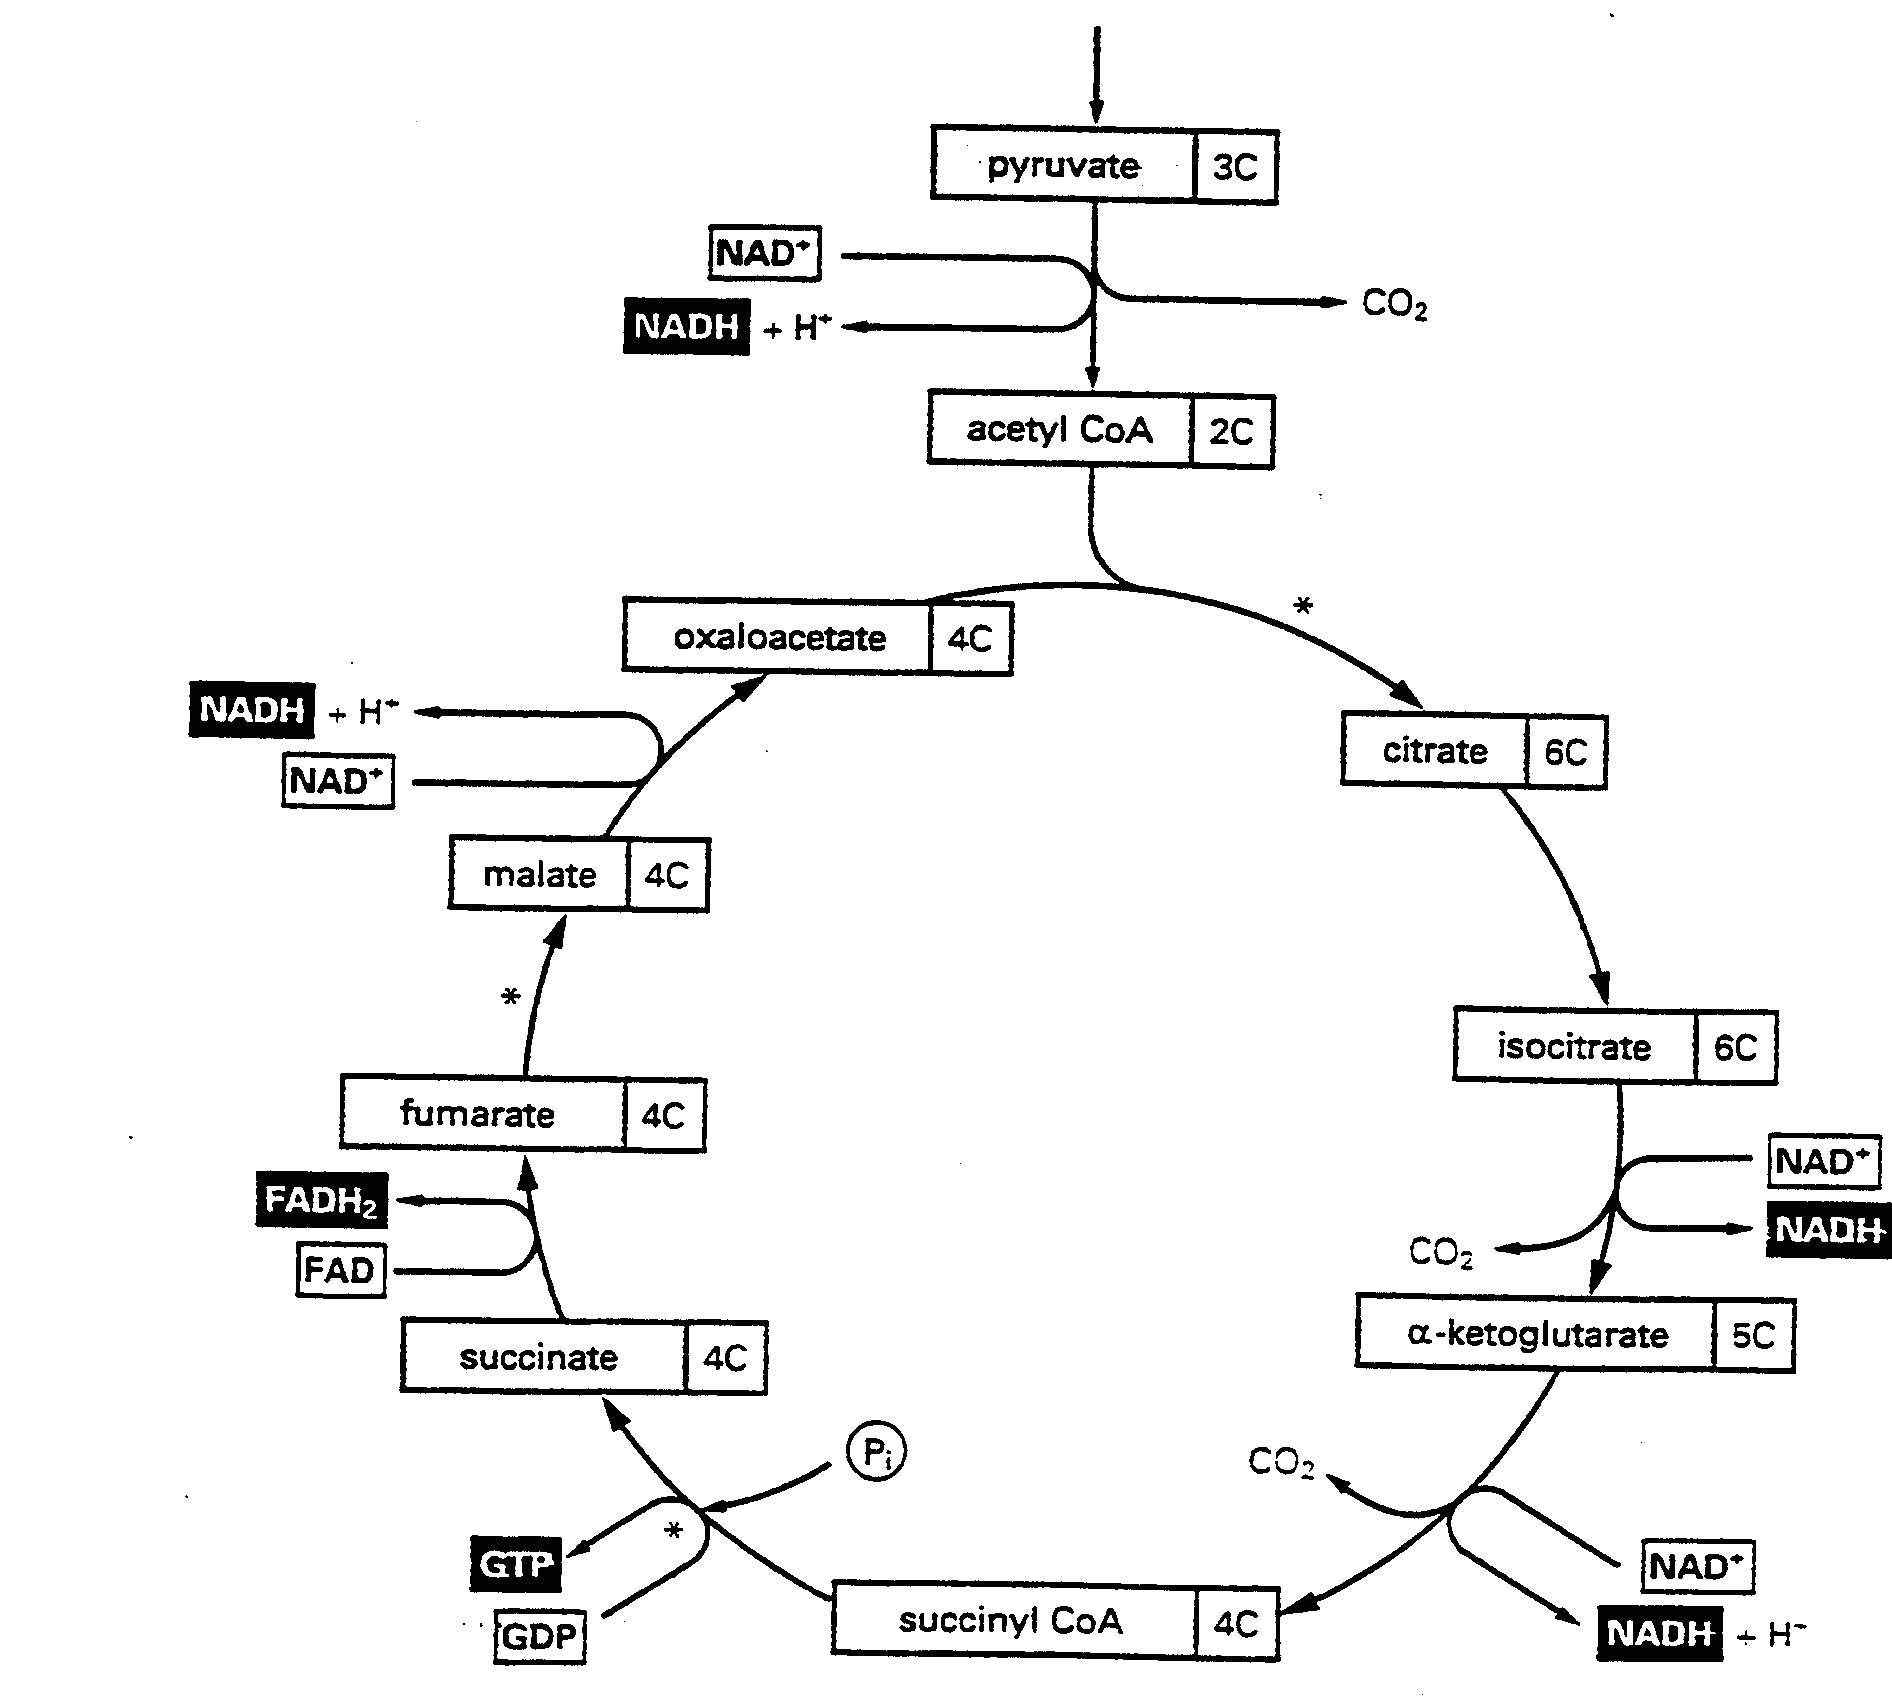 pyruvate 3C
NAD⁺
NADH + H⁺
CO₂
acetyl CoA 2C
*
oxaloacetate 4C
NADH + H⁺
citrate 6C
NAD⁺
malate 4C
*
isocitrate 6C
fumarate 4C
NAD⁺
FADH₂
NADH
CO₂
FAD
α-ketoglutarate 5C
succinate 4C
Pᵢ
CO₂
*
GTP
NAD⁺
GDP
succinyl CoA 4C
NADH + H⁻